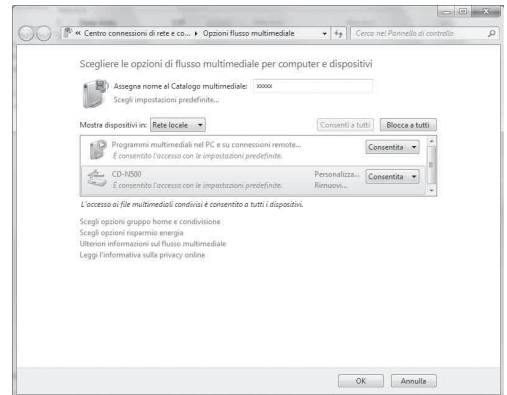 « Centro connessioni di rete e co... ▸ Opzioni flusso multimediale
Cerca nel Pannello di controllo
Scegliere le opzioni di flusso multimediale per computer e dispositivi
Assegna nome al Catalogo multimediale: xxxxx
Scegli impostazioni predefinite...
Mostra dispositivi in: Rete locale
Consenti a tutti
Blocca a tutti
Programmi multimediali nel PC e su connessioni remote...
È consentito l'accesso con le impostazioni predefinite.
Consentita
CD-N500
È consentito l'accesso con le impostazioni predefinite.
Personalizza...
Rimuovi...
Consentita
L'accesso ai file multimediali condivisi è consentito a tutti i dispositivi.
Scegli opzioni gruppo home e condivisione
Scegli opzioni risparmio energia
Ulteriori informazioni sul flusso multimediale
Leggi l'informativa sulla privacy online
OK
Annulla